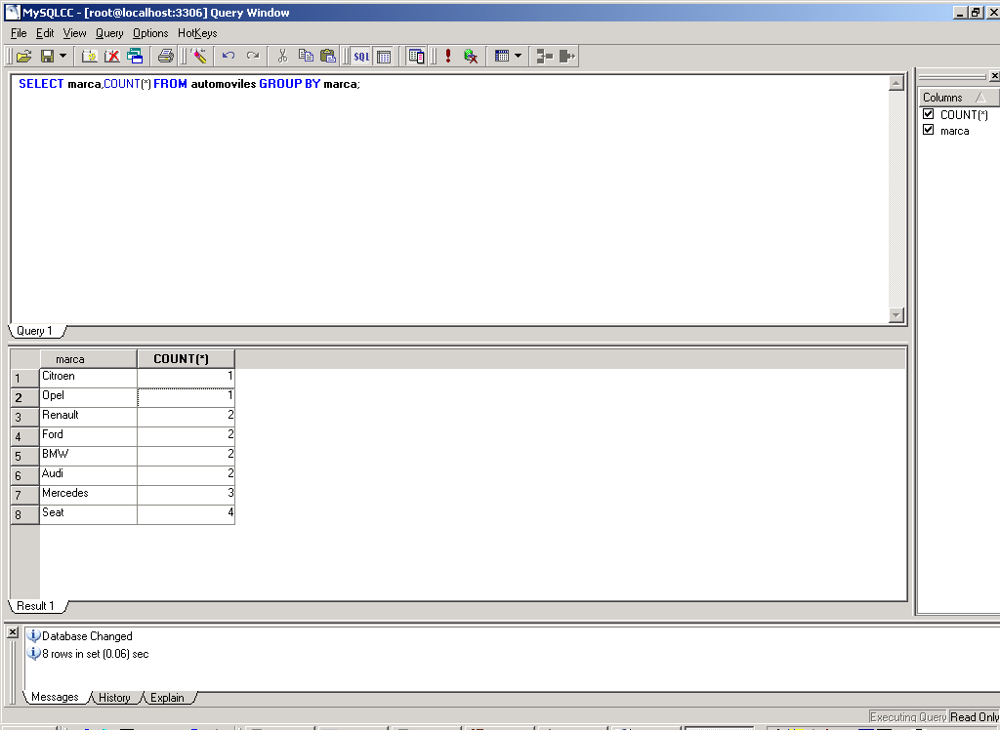 MySQLCC - [root@localhost:3306] Query Window
File Edit View Query Options HotKeys
SQL
SELECT marca,COUNT(*) FROM automoviles GROUP BY marca;
Columns
COUNT(*)
marca
Query 1
marca COUNT(*)
1 Citroen 1
2 Opel 1
3 Renault 2
4 Ford 2
5 BMW 2
6 Audi 2
7 Mercedes 3
8 Seat 4
Result 1
Database Changed
8 rows in set (0.06) sec
Messages History Explain
Executing Query Read Only